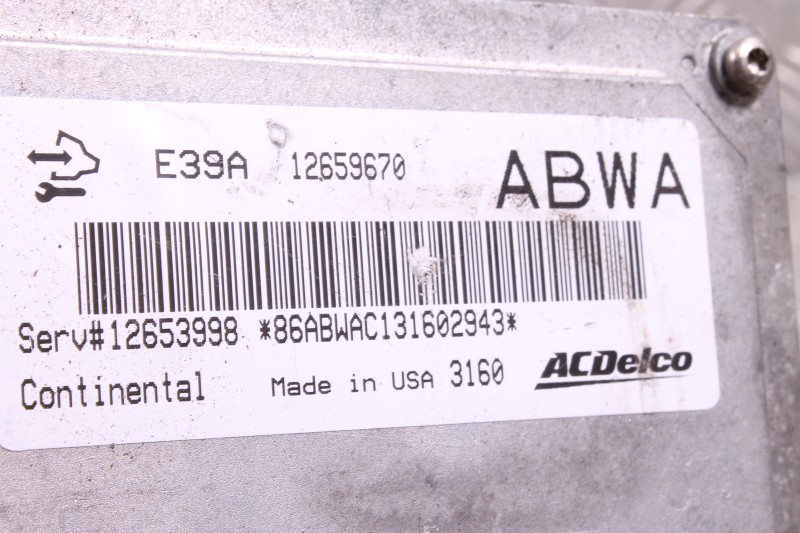 E39A 12659670 ABWA
Serv#12653998 *86ABWAC131602943*
Continental Made in USA 3160 ACDelco